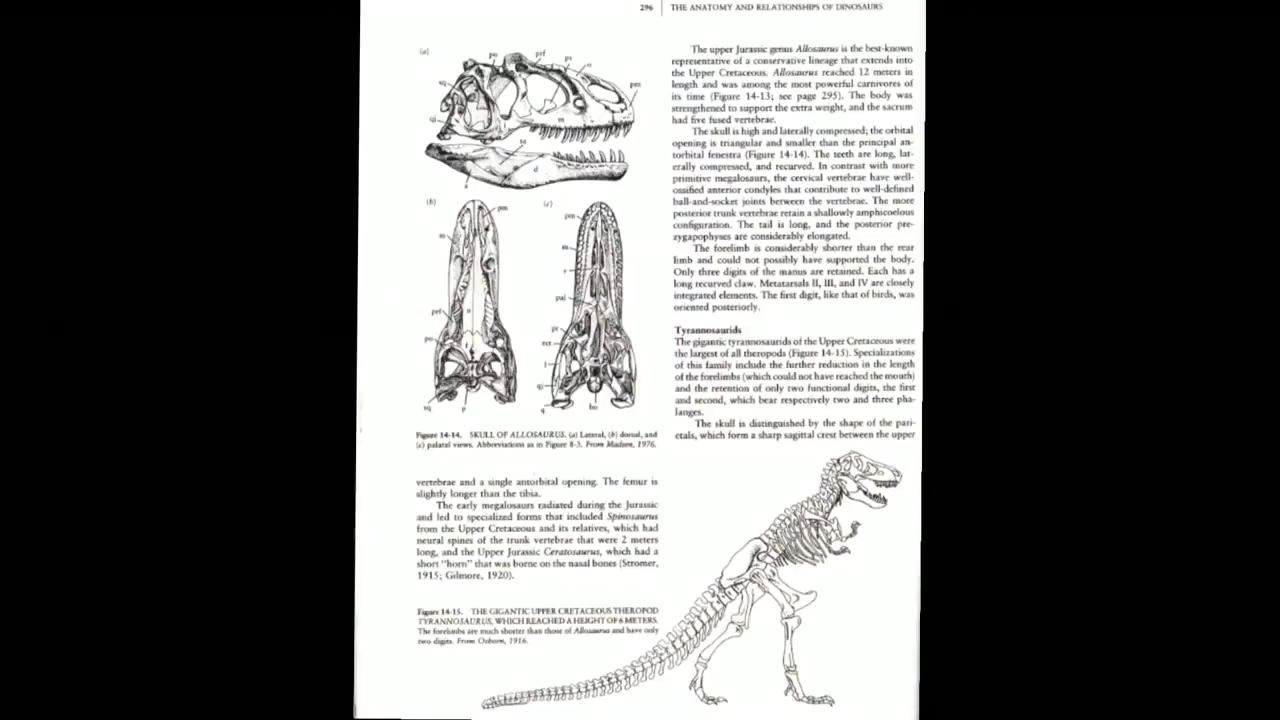 296 THE ANATOMY AND RELATIONSHIPS OF DINOSAURS
(a)
po
prf
sq
pm
qj
m
sa
d
a
(b)
pm
m
prf
n
po
f
sq
p
(c)
pm
m
v
pal
pt
ect
j
qj
q
bo
Figure 14-14. SKULL OF ALLOSAURUS. (a) Lateral, (b) dorsal, and
(c) palatal views. Abbreviations as in Figure 8-3. From Madsen, 1976.
vertebrae and a single antorbital opening. The femur is
slightly longer than the tibia.
The early megalosaurs radiated during the Jurassic
and led to specialized forms that included Spinosaurus
from the Upper Cretaceous and its relatives, which had
neural spines of the trunk vertebrae that were 2 meters
long, and the Upper Jurassic Ceratosaurus, which had a
short "horn" that was borne on the nasal bones (Stromer,
1915; Gilmore, 1920).
Figure 14-15. THE GIGANTIC UPPER CRETACEOUS THEROPOD
TYRANNOSAURUS, WHICH REACHED A HEIGHT OF 6 METERS.
The forelimbs are much shorter than those of Allosaurus and have only
two digits. From Osborn, 1916.
The upper Jurassic genus Allosaurus is the best-known
representative of a conservative lineage that extends into
the Upper Cretaceous. Allosaurus reached 12 meters in
length and was among the most powerful carnivores of
its time (Figure 14-13; see page 295). The body was
strengthened to support the extra weight, and the sacrum
had five fused vertebrae.
The skull is high and laterally compressed; the orbital
opening is triangular and smaller than the principal an-
torbital fenestra (Figure 14-14). The teeth are long, lat-
erally compressed, and recurved. In contrast with more
primitive megalosaurs, the cervical vertebrae have well-
ossified anterior condyles that contribute to well-defined
ball-and-socket joints between the vertebrae. The more
posterior trunk vertebrae retain a shallowly amphicoelous
configuration. The tail is long, and the posterior pre-
zygapophyses are considerably elongated.
The forelimb is considerably shorter than the rear
limb and could not possibly have supported the body.
Only three digits of the manus are retained. Each has a
long recurved claw. Metatarsals II, III, and IV are closely
integrated elements. The first digit, like that of birds, was
oriented posteriorly.
Tyrannosaurids
The gigantic tyrannosaurids of the Upper Cretaceous were
the largest of all theropods (Figure 14-15). Specializations
of this family include the further reduction in the length
of the forelimbs (which could not have reached the mouth)
and the retention of only two functional digits, the first
and second, which bear respectively two and three pha-
langes.
The skull is distinguished by the shape of the pari-
etals, which form a sharp sagittal crest between the upper